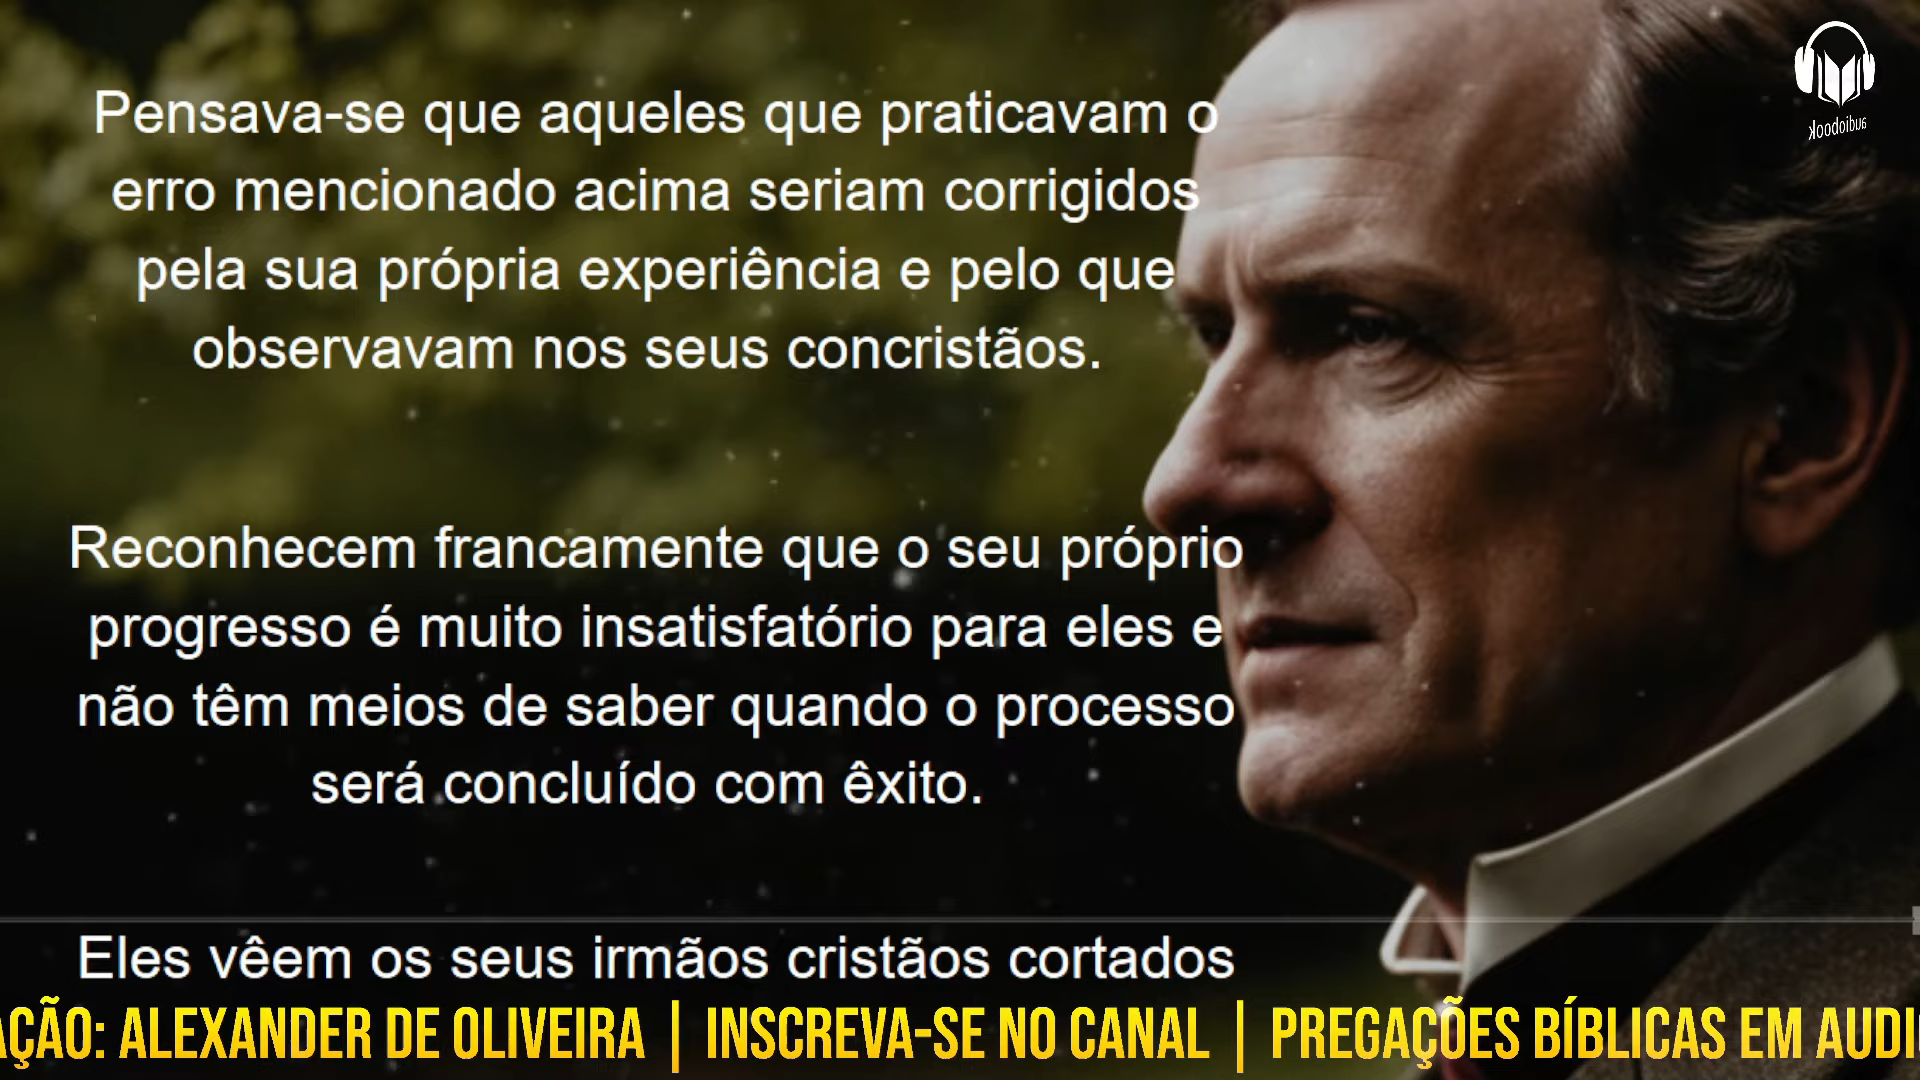 Pensava-se que aqueles que praticavam o
erro mencionado acima seriam corrigidos
pela sua própria experiência e pelo que
observavam nos seus concristãos.
Reconhecem francamente que o seu próprio
progresso é muito insatisfatório para eles e
não têm meios de saber quando o processo
será concluído com êxito.
Eles vêem os seus irmãos cristãos cortados
AÇÃO: ALEXANDER DE OLIVEIRA | INSCREVA-SE NO CANAL | PREGAÇÕES BÍBLICAS EM AUDI
audiobook